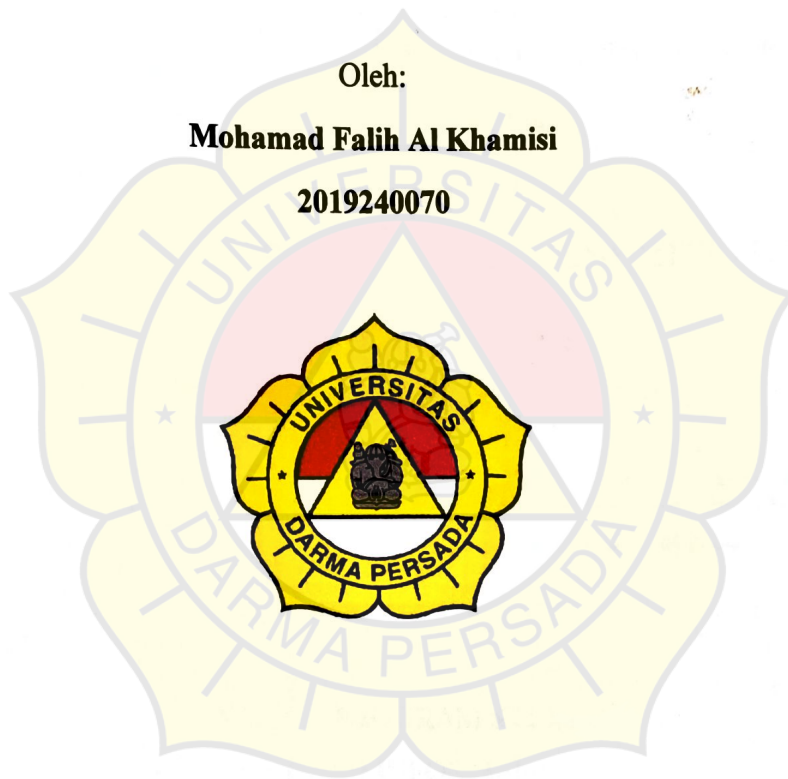 Oleh:
Mohamad Falih Al Khamisi
2019240070
UNIVERSITAS
DARMA PERSADA
UNIVERSITAS
DARMA PERSADA